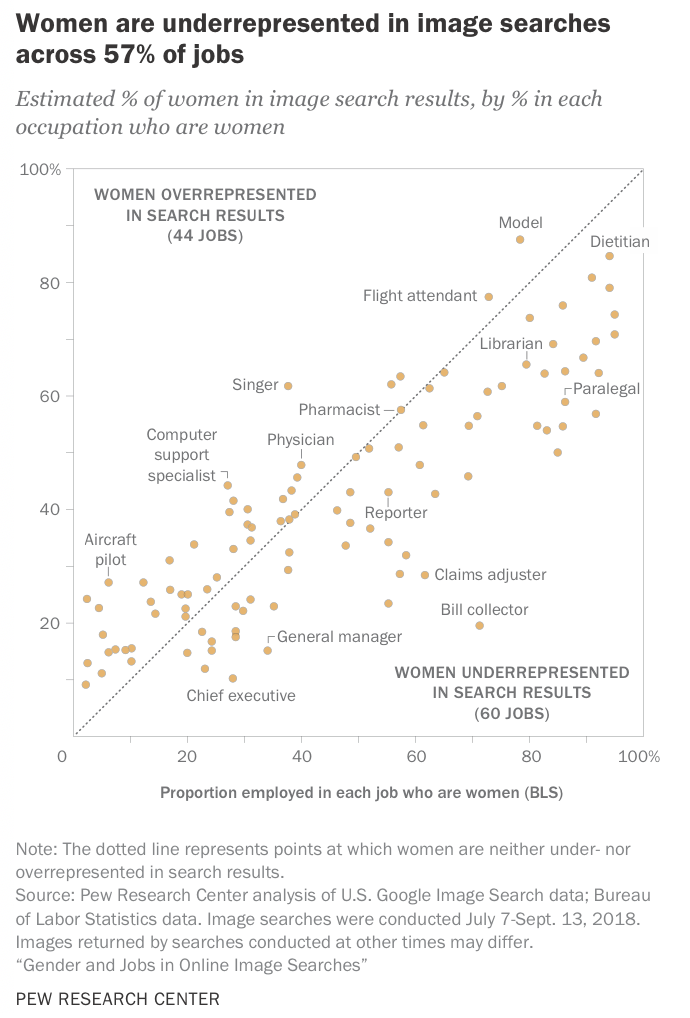 Women are underrepresented in image searches
across 57% of jobs
Estimated % of women in image search results, by % in each
occupation who are women
100%
WOMEN OVERREPRESENTED
IN SEARCH RESULTS
(44 JOBS)
Model
Dietitian
80
Flight attendant
Librarian
Singer
Paralegal
60
Pharmacist
Computer
support
specialist
Physician
40
Reporter
Aircraft
pilot
Claims adjuster
Bill collector
20
General manager
WOMEN UNDERREPRESENTED
IN SEARCH RESULTS
(60 JOBS)
Chief executive
0
20
40
60
80
100%
Proportion employed in each job who are women (BLS)
Note: The dotted line represents points at which women are neither under- nor
overrepresented in search results.
Source: Pew Research Center analysis of U.S. Google Image Search data; Bureau
of Labor Statistics data. Image searches were conducted July 7-Sept. 13, 2018.
Images returned by searches conducted at other times may differ.
“Gender and Jobs in Online Image Searches”
PEW RESEARCH CENTER